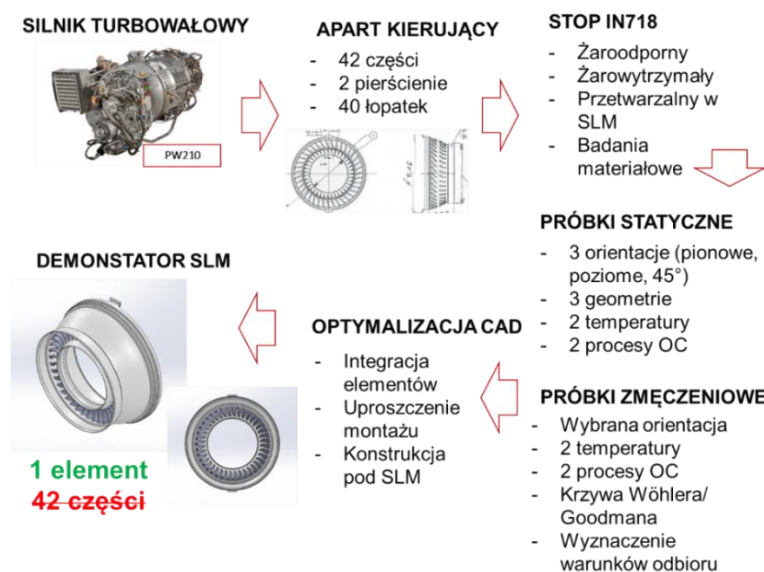 SILNIK TURBOWAŁOWY
PW210
APART KIERUJĄCY
- 42 części
- 2 pierścienie
- 40 łopatek
STOP IN718
- Żaroodporny
- Żarowytrzymały
- Przetwarzalny w
SLM
- Badania
materiałowe
PRÓBKI STATYCZNE
- 3 orientacje (pionowe,
poziome, 45°)
- 3 geometrie
- 2 temperatury
- 2 procesy OC
PRÓBKI ZMĘCZENIOWE
- Wybrana orientacja
- 2 temperatury
- 2 procesy OC
- Krzywa Wöhlera/
Goodmana
- Wyznaczenie
warunków odbioru
OPTYMALIZACJA CAD
- Integracja
elementów
- Uproszczenie
montażu
- Konstrukcja
pod SLM
DEMONSTATOR SLM
1 element
42 części